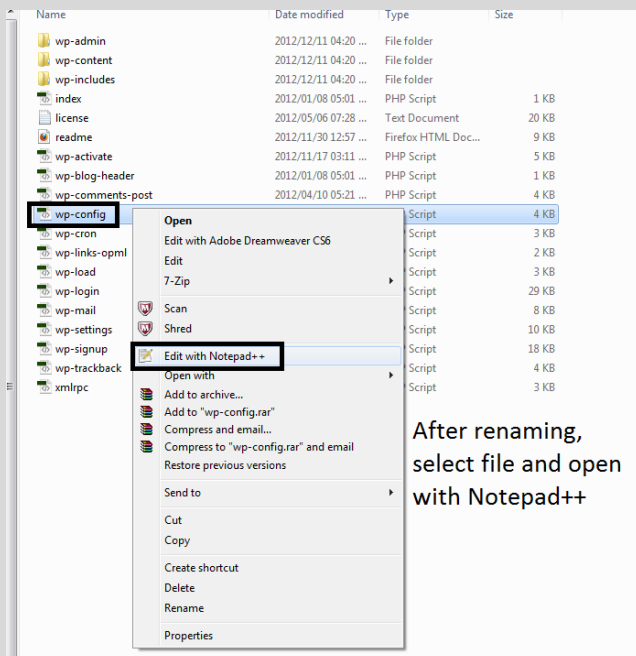 Name Date modified Type Size
wp-admin 2012/12/11 04:20 ... File folder
wp-content 2012/12/11 04:20 ... File folder
wp-includes 2012/12/11 04:20 ... File folder
index 2012/01/08 05:01 ... PHP Script 1 KB
license 2012/05/06 07:28 ... Text Document 20 KB
readme 2012/11/30 12:57 ... Firefox HTML Doc... 9 KB
wp-activate 2012/11/17 03:11 ... PHP Script 5 KB
wp-blog-header 2012/01/08 05:01 ... PHP Script 1 KB
wp-comments-post 2012/04/10 05:21 ... PHP Script 4 KB
wp-config Script 4 KB
wp-cron Script 3 KB
wp-links-opml Script 2 KB
wp-load Script 3 KB
wp-login Script 29 KB
wp-mail Script 8 KB
wp-settings Script 10 KB
wp-signup Script 18 KB
wp-trackback Script 4 KB
xmlrpc Script 3 KB
Open
Edit with Adobe Dreamweaver CS6
Edit
7-Zip
Scan
Shred
Edit with Notepad++
Open with
Add to archive...
Add to "wp-config.rar"
Compress and email...
Compress to "wp-config.rar" and email
Restore previous versions
Send to
Cut
Copy
Create shortcut
Delete
Rename
Properties
After renaming,
select file and open
with Notepad++